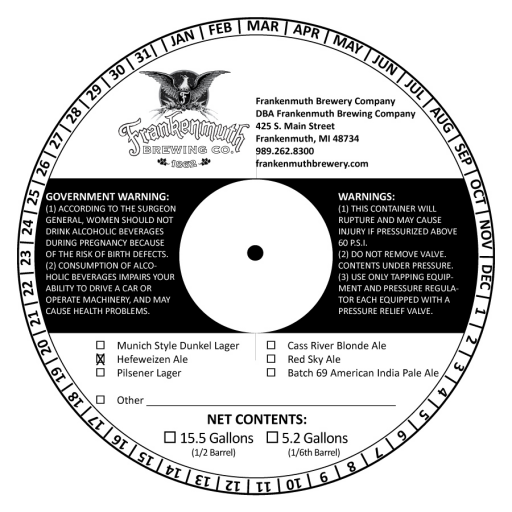 JAN | FEB | MAR | APR | MAY | JUN | JUL | AUG | SEP | OCT | NOV | DEC | 1 | 2 | 3 | 4 | 5 | 6 | 7 | 8 | 9 | 10 | 11 | 12 | 13 | 14 | 15 | 16 | 17 | 18 | 19 | 20 | 21 | 22 | 23 | 24 | 25 | 26 | 27 | 28 | 29 | 30 | 31
Frankenmuth
BREWING CO.
1862
Frankenmuth Brewery Company
DBA Frankenmuth Brewing Company
425 S. Main Street
Frankenmuth, MI 48734
989.262.8300
frankenmuthbrewery.com
GOVERNMENT WARNING:
(1) ACCORDING TO THE SURGEON
GENERAL, WOMEN SHOULD NOT
DRINK ALCOHOLIC BEVERAGES
DURING PREGNANCY BECAUSE
OF THE RISK OF BIRTH DEFECTS.
(2) CONSUMPTION OF ALCO-
HOLIC BEVERAGES IMPAIRS YOUR
ABILITY TO DRIVE A CAR OR
OPERATE MACHINERY, AND MAY
CAUSE HEALTH PROBLEMS.
WARNINGS:
(1) THIS CONTAINER WILL
RUPTURE AND MAY CAUSE
INJURY IF PRESSURIZED ABOVE
60 P.S.I.
(2) DO NOT REMOVE VALVE.
CONTENTS UNDER PRESSURE.
(3) USE ONLY TAPPING EQUIP-
MENT AND PRESSURE REGULA-
TOR EACH EQUIPPED WITH A
PRESSURE RELIEF VALVE.
Munich Style Dunkel Lager
Hefeweizen Ale
Pilsener Lager
Cass River Blonde Ale
Red Sky Ale
Batch 69 American India Pale Ale
Other
NET CONTENTS:
15.5 Gallons
(1/2 Barrel)
5.2 Gallons
(1/6th Barrel)